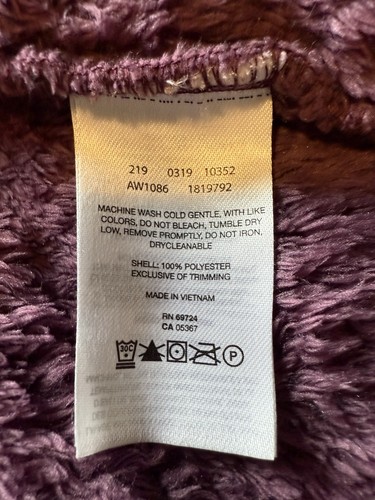 219 0319 10352
AW1086 1819792
MACHINE WASH COLD GENTLE, WITH LIKE
COLORS, DO NOT BLEACH, TUMBLE DRY
LOW, REMOVE PROMPTLY, DO NOT IRON,
DRYCLEANABLE
SHELL: 100% POLYESTER
EXCLUSIVE OF TRIMMING
MADE IN VIETNAM
RN 69724
CA 05367
30C P